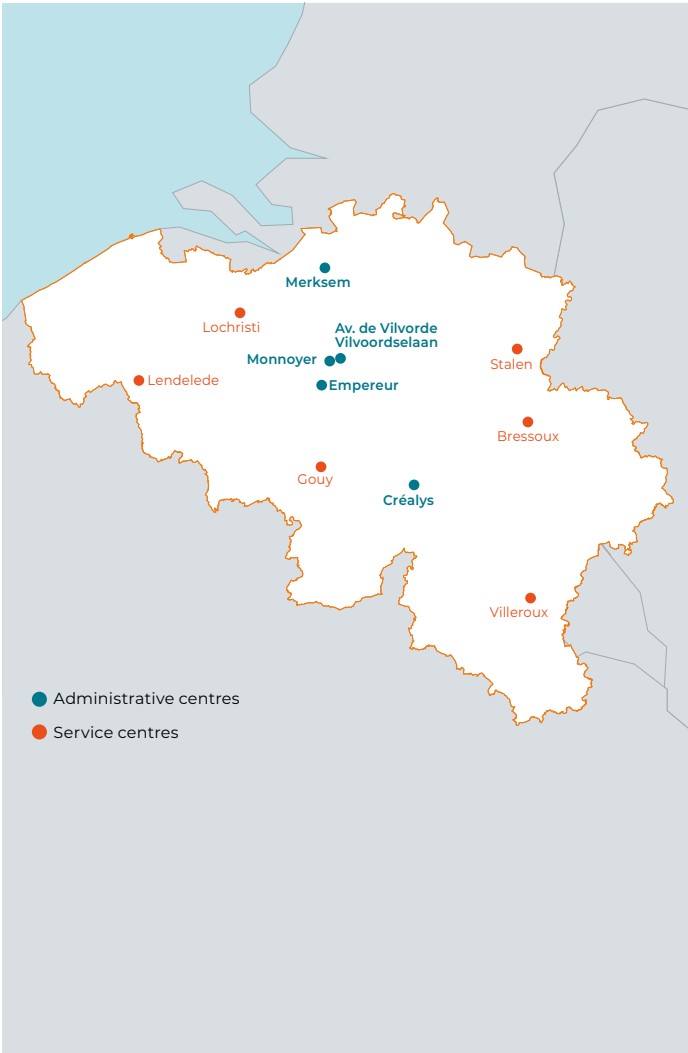 Merksem
Lochristi
Av. de Vilvorde
Vilvoordselaan
Monnoyer
Stalen
Lendelede
Empereur
Bressoux
Gouy
Créalys
Villeroux
Administrative centres
Service centres